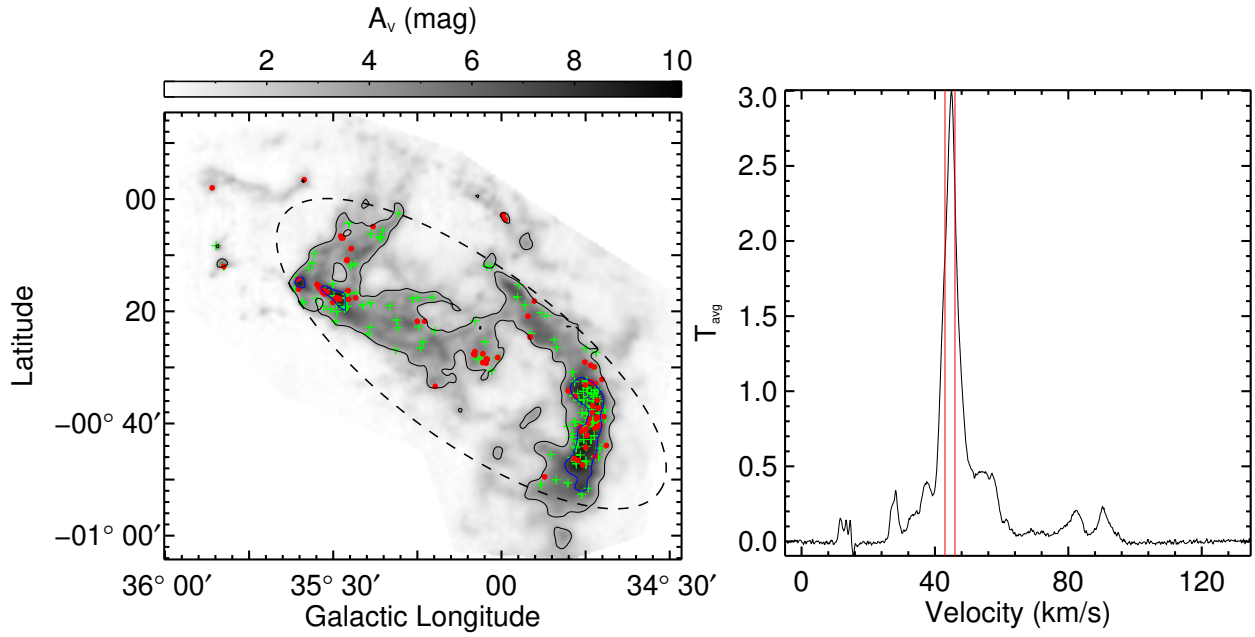 A_v (mag)
2 4 6 8 10
Latitude
00
20
−00° 40′
−01° 00′
36° 00′ 35° 30′ 00 34° 30′
Galactic Longitude
T_avg
3.0
2.5
2.0
1.5
1.0
0.5
0.0
0 40 80 120
Velocity (km/s)